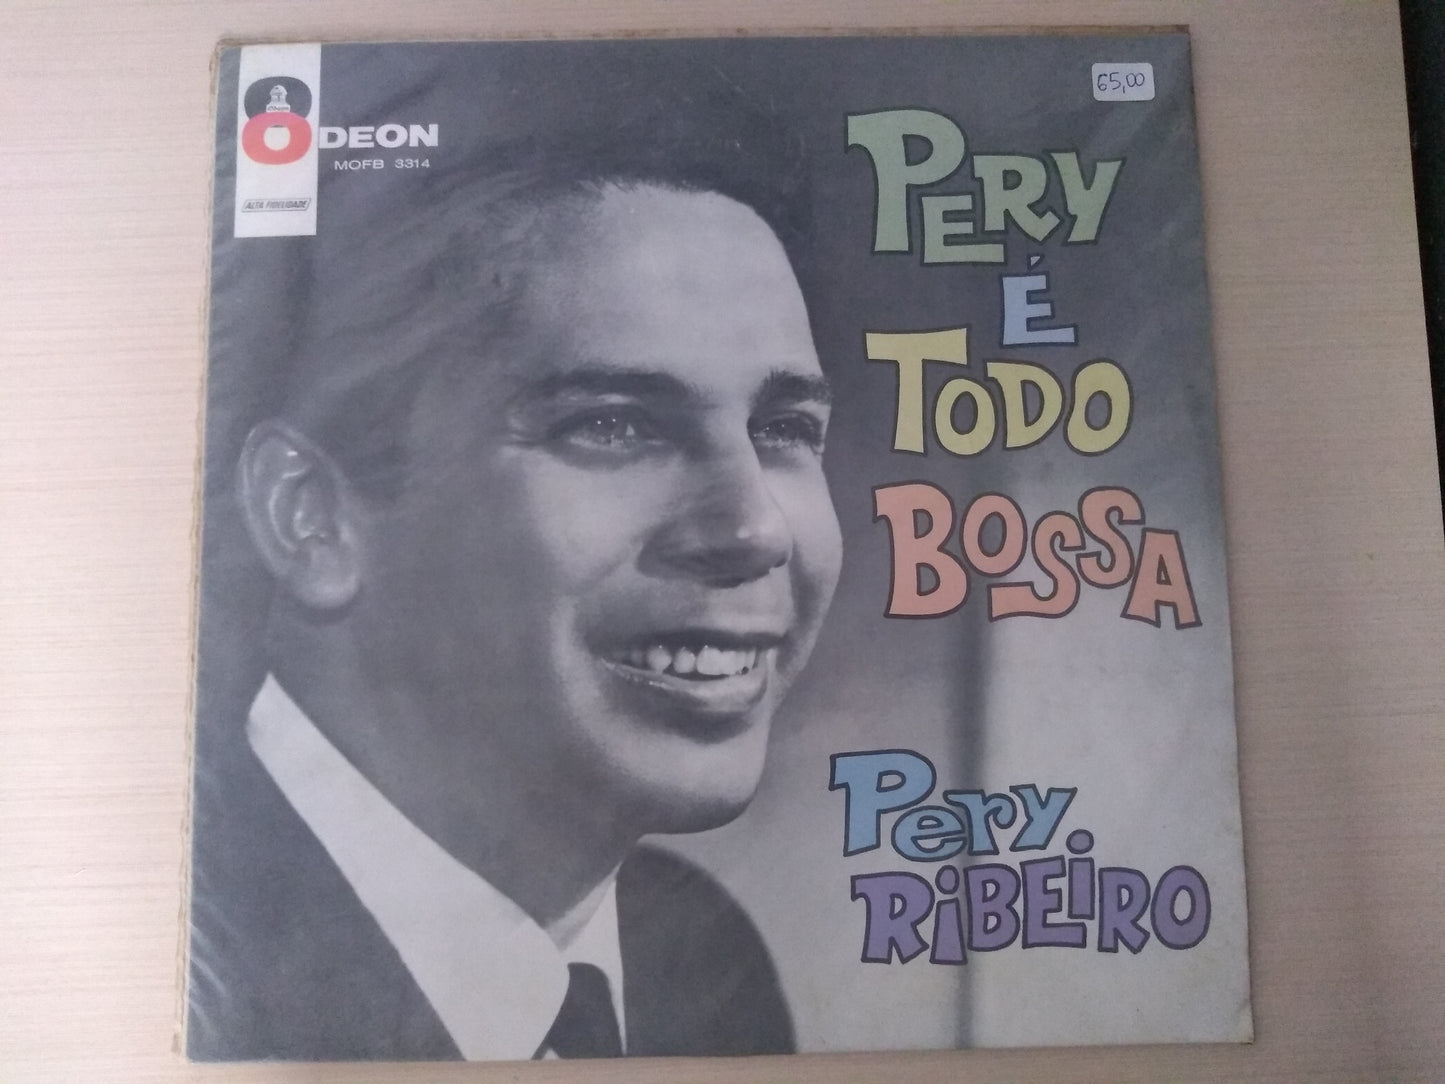 ODEON
MOFB 3314
ALTA FIDELIDADE
65,00
PERY
É
TODO
BOSSA
Pery
RiBEiRO